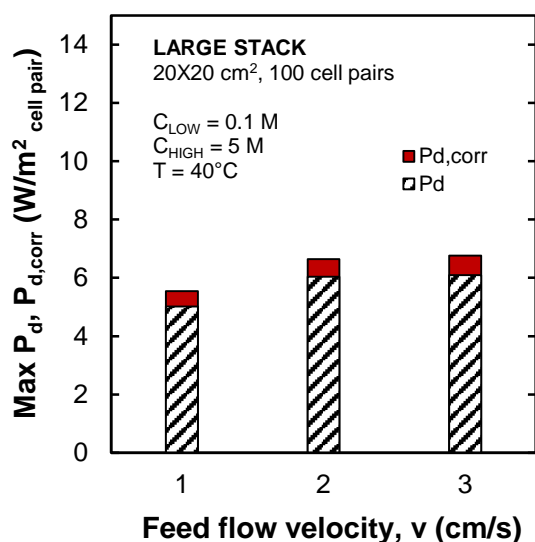 Max P_d, P_d,corr (W/m² cell pair)
14
12
10
8
6
4
2
0
LARGE STACK
20X20 cm², 100 cell pairs
C_LOW = 0.1 M
C_HIGH = 5 M
T = 40°C
Pd,corr
Pd
1 2 3
Feed flow velocity, v (cm/s)